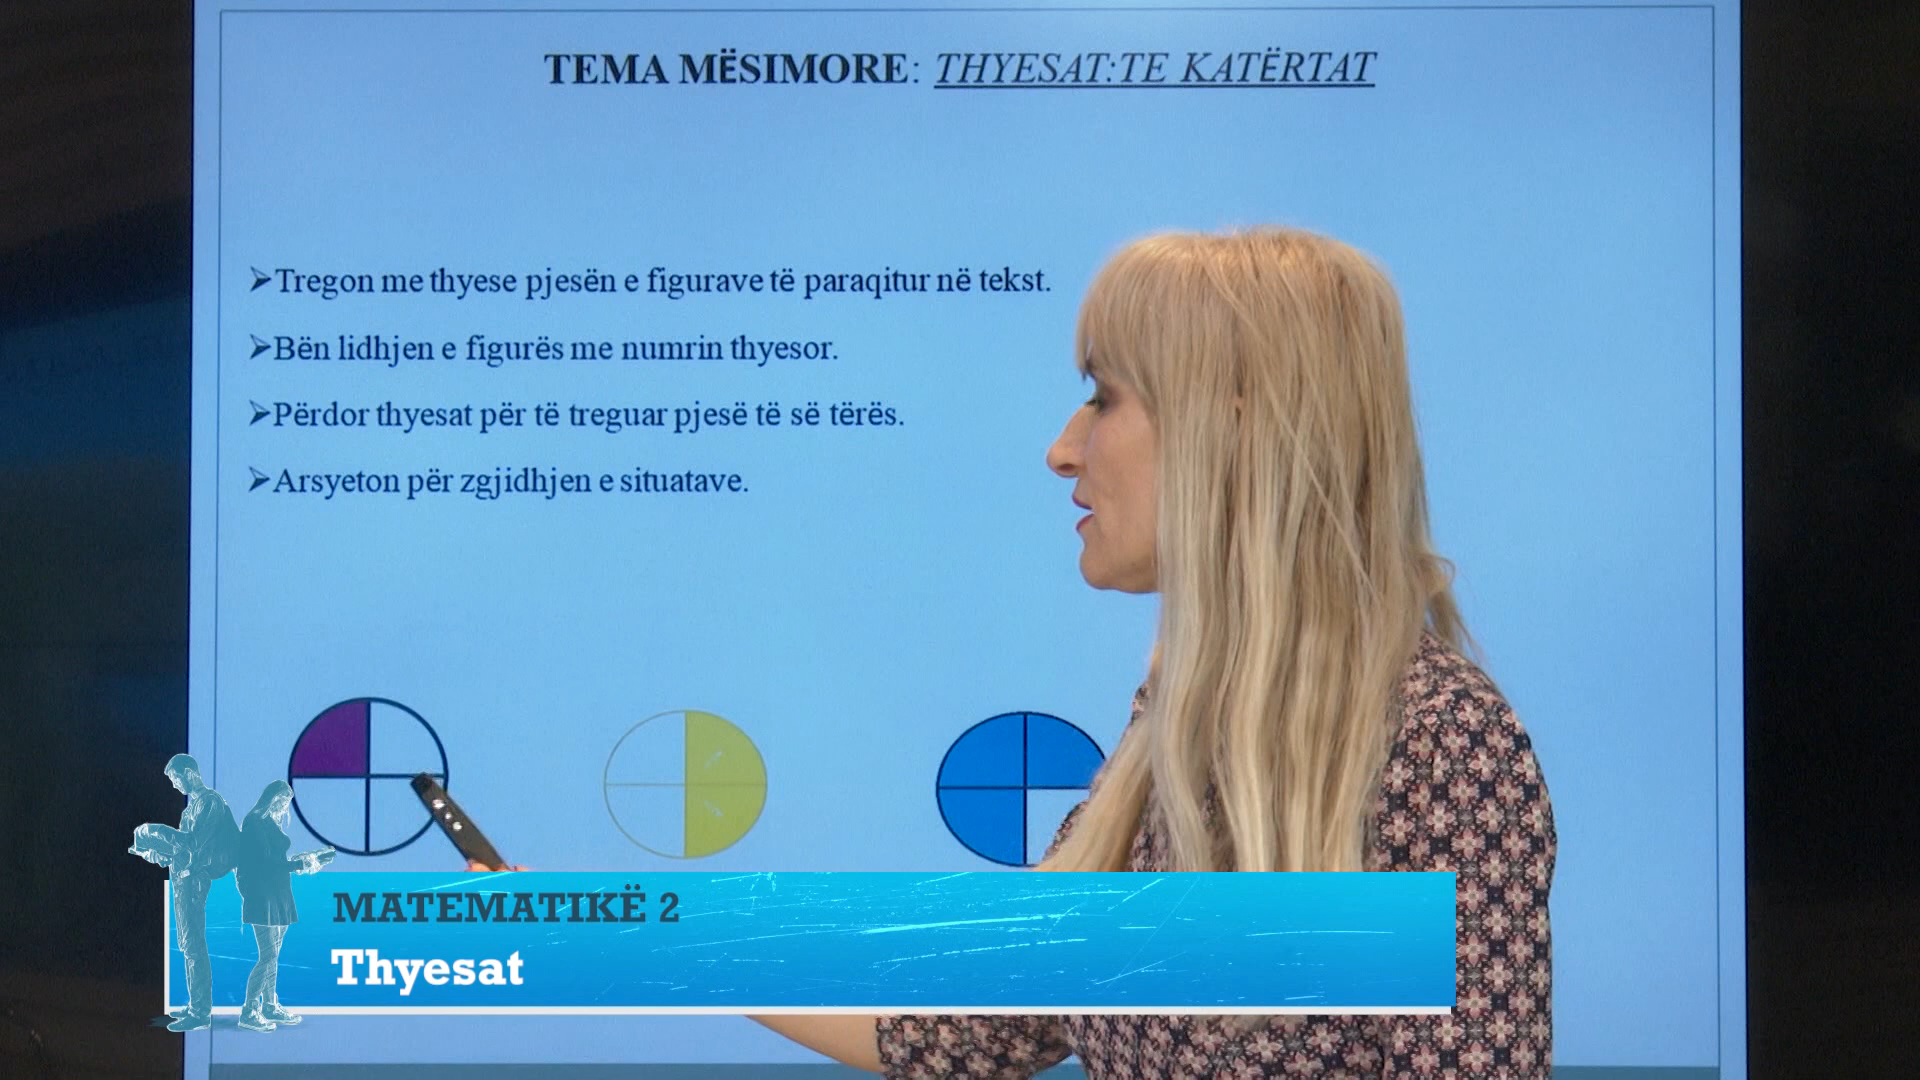 TEMA MËSIMORE: THYESAT:TE KATËRTAT
➢Tregon me thyese pjesën e figurave të paraqitur në tekst.
➢Bën lidhjen e figurës me numrin thyesor.
➢Përdor thyesat për të treguar pjesë të së tërës.
➢Arsyeton për zgjidhjen e situatave.
MATEMATIKË 2
Thyesat